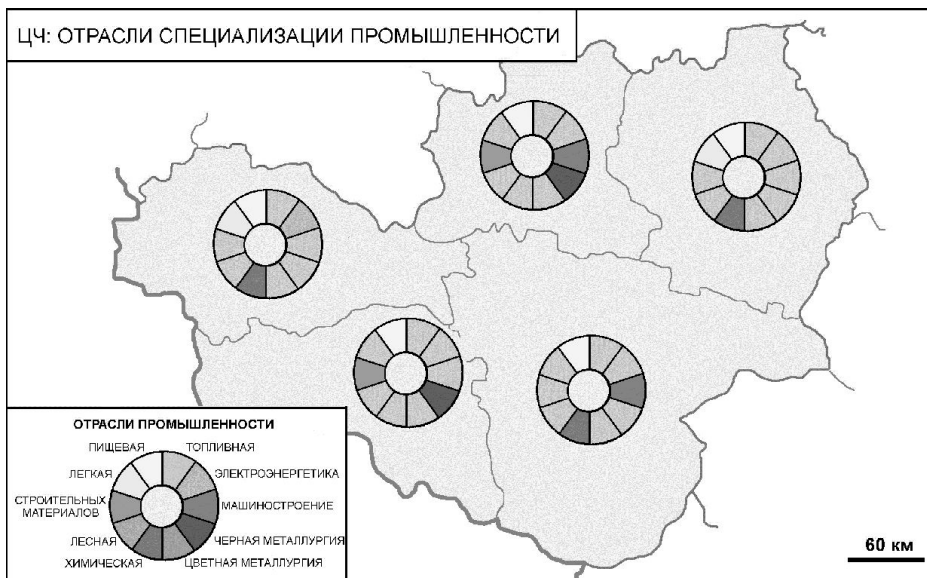 ЦЧ: ОТРАСЛИ СПЕЦИАЛИЗАЦИИ ПРОМЫШЛЕННОСТИ
ОТРАСЛИ ПРОМЫШЛЕННОСТИ
ПИЩЕВАЯ
ТОПЛИВНАЯ
ЛЕГКАЯ
ЭЛЕКТРОЭНЕРГЕТИКА
СТРОИТЕЛЬНЫХ
МАТЕРИАЛОВ
МАШИНОСТРОЕНИЕ
ЛЕСНАЯ
ЧЕРНАЯ МЕТАЛЛУРГИЯ
ХИМИЧЕСКАЯ
ЦВЕТНАЯ МЕТАЛЛУРГИЯ
60 км